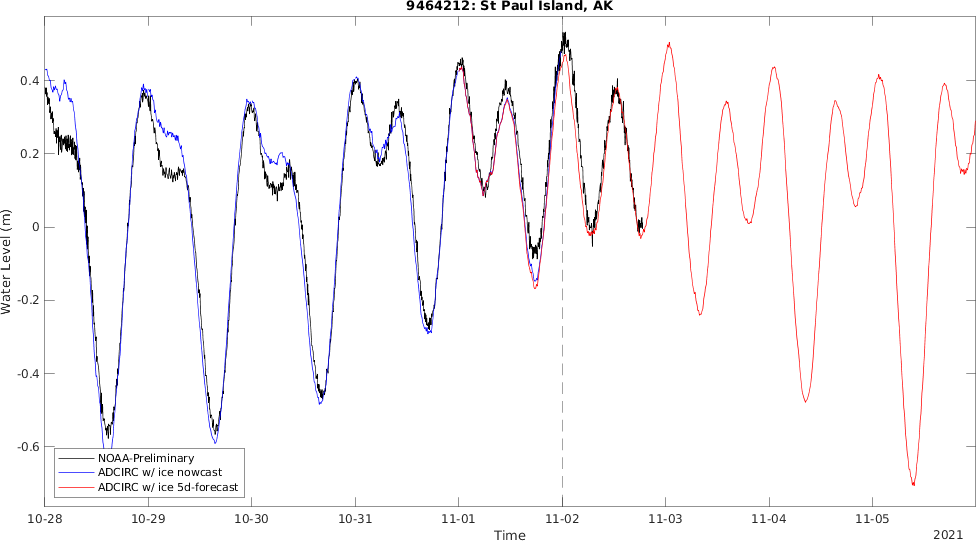 9464212: St Paul Island, AK
Water Level (m)
0.4
0.2
0
-0.2
-0.4
-0.6
NOAA-Preliminary
ADCIRC w/ ice nowcast
ADCIRC w/ ice 5d-forecast
10-28 10-29 10-30 10-31 11-01 11-02 11-03 11-04 11-05
Time
2021